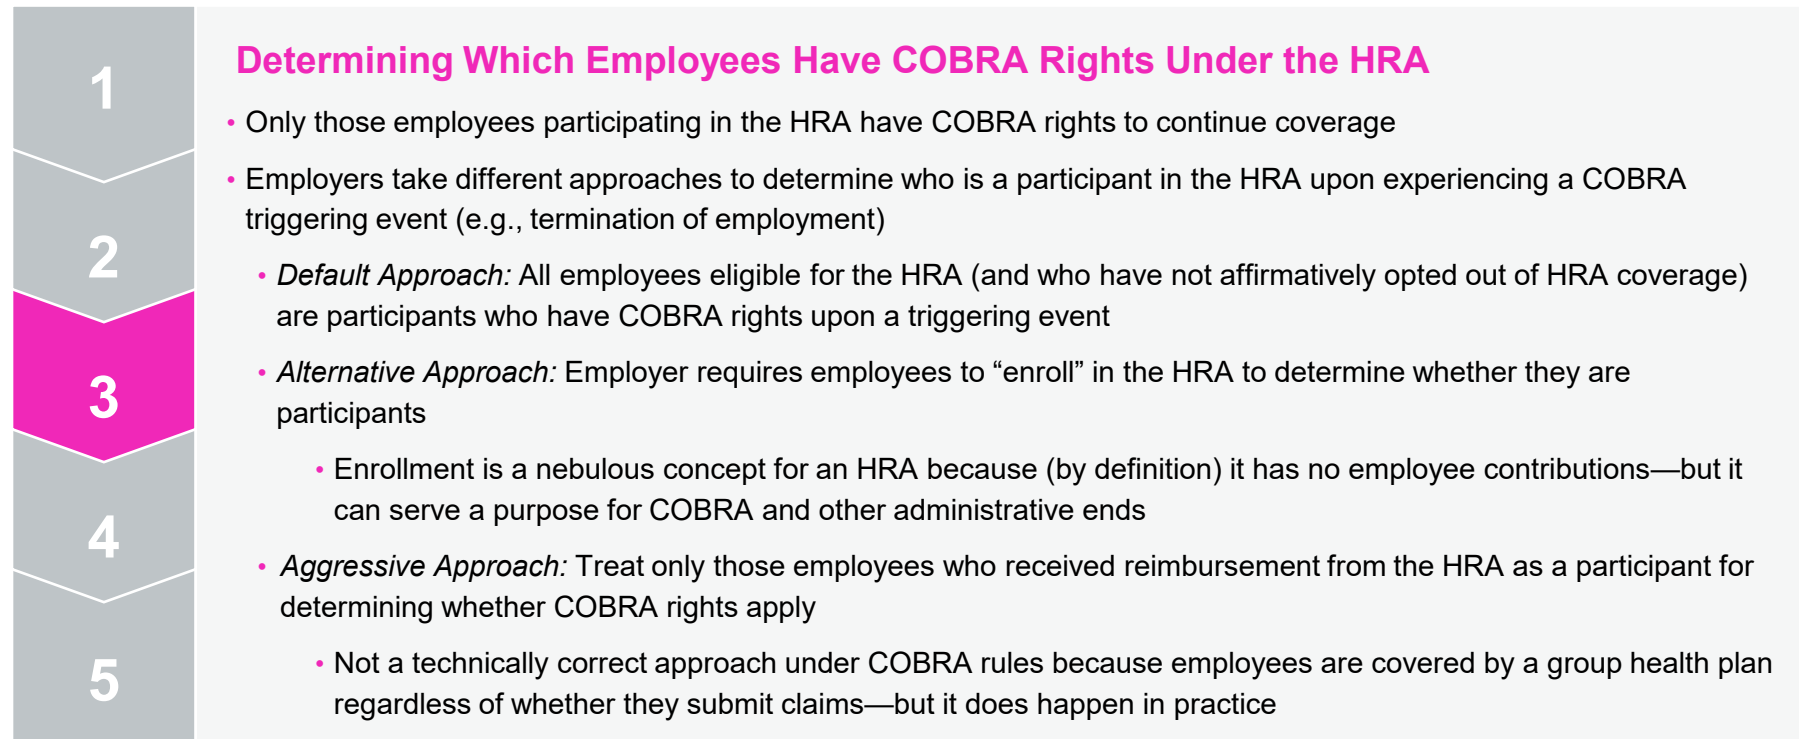 1
2
3
4
5
Determining Which Employees Have COBRA Rights Under the HRA
• Only those employees participating in the HRA have COBRA rights to continue coverage
• Employers take different approaches to determine who is a participant in the HRA upon experiencing a COBRA
triggering event (e.g., termination of employment)
• Default Approach: All employees eligible for the HRA (and who have not affirmatively opted out of HRA coverage)
are participants who have COBRA rights upon a triggering event
• Alternative Approach: Employer requires employees to “enroll” in the HRA to determine whether they are
participants
• Enrollment is a nebulous concept for an HRA because (by definition) it has no employee contributions—but it
can serve a purpose for COBRA and other administrative ends
• Aggressive Approach: Treat only those employees who received reimbursement from the HRA as a participant for
determining whether COBRA rights apply
• Not a technically correct approach under COBRA rules because employees are covered by a group health plan
regardless of whether they submit claims—but it does happen in practice